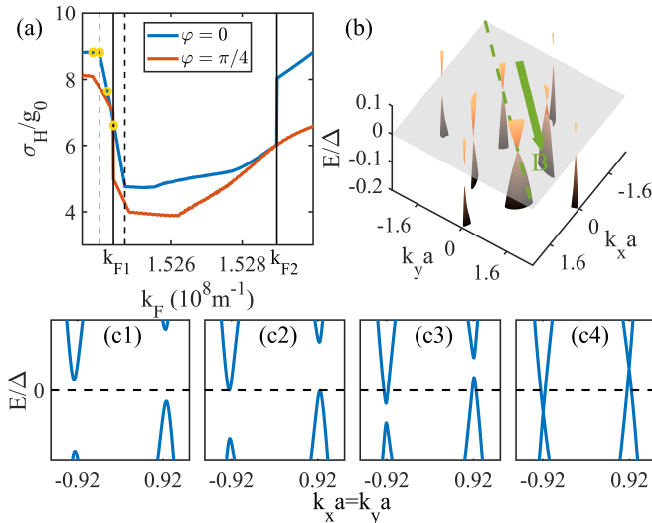 (a)
φ = 0
φ = π/4
σH/g0
10
8
6
4
kF1
1.526
1.528
kF2
kF (10⁸m⁻¹)
(b)
E/Δ
0.1
0
-0.1
-0.2
B
-1.6
0
1.6
kya
-1.6
0
1.6
kxa
(c1)
(c2)
(c3)
(c4)
E/Δ
0
-0.92 0.92
-0.92 0.92
-0.92 0.92
-0.92 0.92
kxa=kya